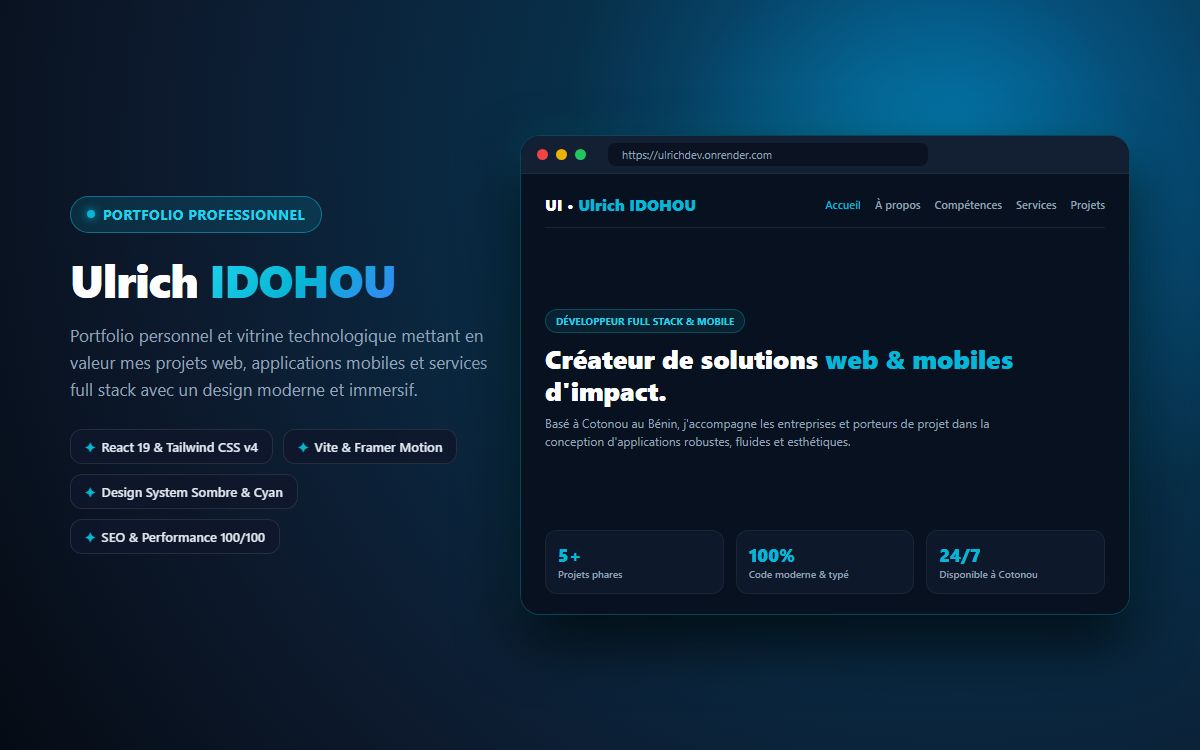 PORTFOLIO PROFESSIONNEL
Ulrich IDOHOU
Portfolio personnel et vitrine technologique mettant en
valeur mes projets web, applications mobiles et services
full stack avec un design moderne et immersif.
✦ React 19 & Tailwind CSS v4
✦ Vite & Framer Motion
✦ Design System Sombre & Cyan
✦ SEO & Performance 100/100
https://ulrichdev.onrender.com
UI • Ulrich IDOHOU
Accueil À propos Compétences Services Projets
DÉVELOPPEUR FULL STACK & MOBILE
Créateur de solutions web & mobiles
d'impact.
Basé à Cotonou au Bénin, j'accompagne les entreprises et porteurs de projet dans la
conception d'applications robustes, fluides et esthétiques.
5+
Projets phares
100%
Code moderne & typé
24/7
Disponible à Cotonou